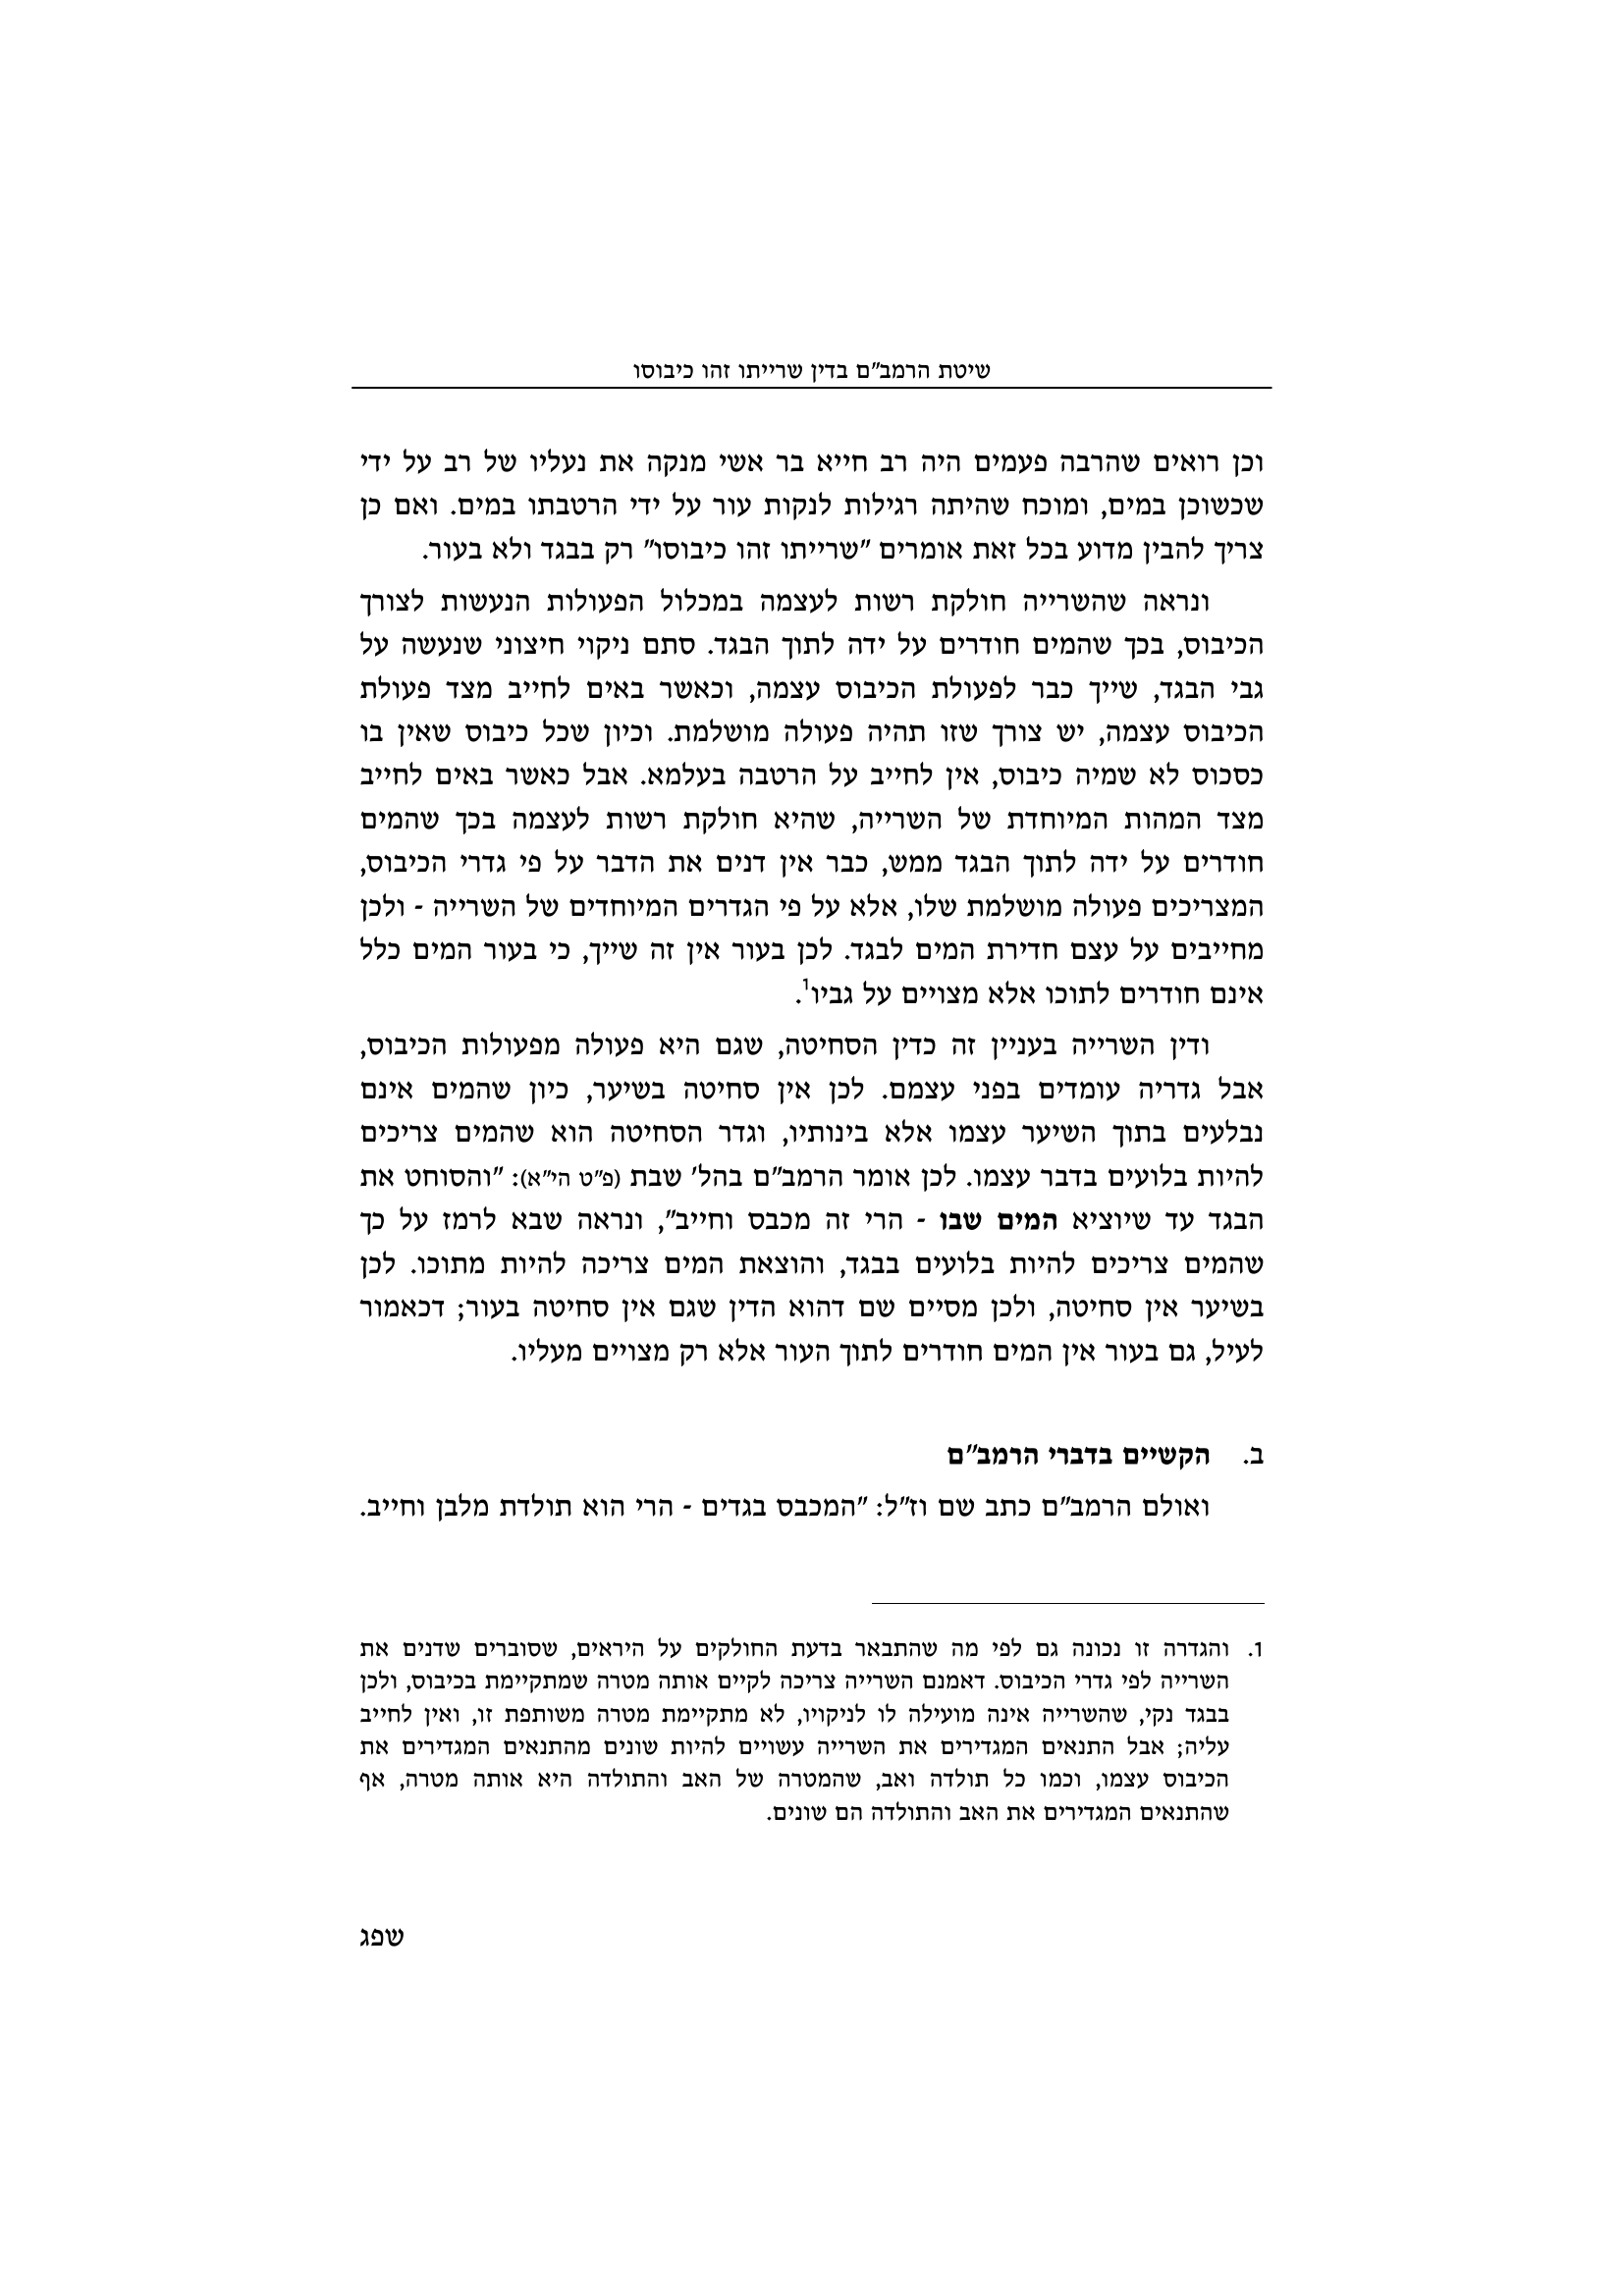 שיטת הרמב"ם בדין שרייתו זהו כיבוסו
וכן רואים שהרבה פעמים היה רב חייא בר אשי מנקה את נעליו של רב על ידי
שכשוכן במים, ומוכח שהיתה רגילות לנקות עור על ידי הרטבתו במים. ואם כן
צריך להבין מדוע בכל זאת אומרים "שרייתו זהו כיבוסו" רק בבגד ולא בעור.
ונראה שהשרייה חולקת רשות לעצמה במכלול הפעולות הנעשות לצורך
הכיבוס, בכך שהמים חודרים על ידה לתוך הבגד. סתם ניקוי חיצוני שנעשה על
גבי הבגד, שייך כבר לפעולת הכיבוס עצמה, וכאשר באים לחייב מצד פעולת
הכיבוס עצמה, יש צורך שזו תהיה פעולה מושלמת. וכיון שכל כיבוס שאין בו
כסכוס לא שמיה כיבוס, אין לחייב על הרטבה בעלמא. אבל כאשר באים לחייב
מצד המהות המיוחדת של השרייה, שהיא חולקת רשות לעצמה בכך שהמים
חודרים על ידה לתוך הבגד ממש, כבר אין דנים את הדבר על פי גדרי הכיבוס,
המצריכים פעולה מושלמת שלו, אלא על פי הגדרים המיוחדים של השרייה - ולכן
מחייבים על עצם חדירת המים לבגד. לכן בעור אין זה שייך, כי בעור המים כלל
אינם חודרים לתוכו אלא מצויים על גביו1.
ודין השרייה בעניין זה כדין הסחיטה, שגם היא פעולה מפעולות הכיבוס,
אבל גדריה עומדים בפני עצמם. לכן אין סחיטה בשיער, כיון שהמים אינם
נבלעים בתוך השיער עצמו אלא בינותיו, וגדר הסחיטה הוא שהמים צריכים
להיות בלועים בדבר עצמו. לכן אומר הרמב"ם בהל' שבת (פ"ט הי"א): "והסוחט את
הבגד עד שיוציא המים שבו - הרי זה מכבס וחייב", ונראה שבא לרמז על כך
שהמים צריכים להיות בלועים בבגד, והוצאת המים צריכה להיות מתוכו. לכן
בשיער אין סחיטה, ולכן מסיים שם דהוא הדין שגם אין סחיטה בעור; דכאמור
לעיל, גם בעור אין המים חודרים לתוך העור אלא רק מצויים מעליו.
ב. הקשיים בדברי הרמב"ם
ואולם הרמב"ם כתב שם וז"ל: "המכבס בגדים - הרי הוא תולדת מלבן וחייב.
1. והגדרה זו נכונה גם לפי מה שהתבאר בדעת החולקים על היראים, שסוברים שדנים את
השרייה לפי גדרי הכיבוס. דאמנם השרייה צריכה לקיים אותה מטרה שמתקיימת בכיבוס, ולכן
בבגד נקי, שהשרייה אינה מועילה לו לניקויו, לא מתקיימת מטרה משותפת זו, ואין לחייב
עליה; אבל התנאים המגדירים את השרייה עשויים להיות שונים מהתנאים המגדירים את
הכיבוס עצמו, וכמו כל תולדה ואב, שהמטרה של האב והתולדה היא אותה מטרה, אף
שהתנאים המגדירים את האב והתולדה הם שונים.
שפג